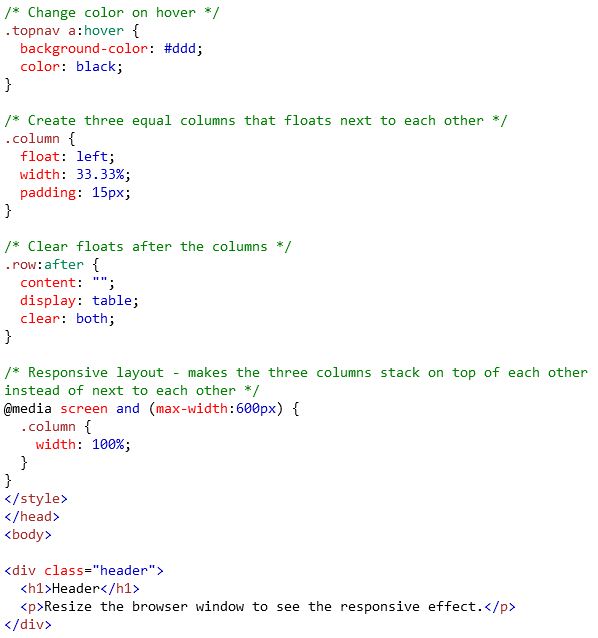 /* Change color on hover */
.topnav a:hover {
  background-color: #ddd;
  color: black;
}

/* Create three equal columns that floats next to each other */
.column {
  float: left;
  width: 33.33%;
  padding: 15px;
}

/* Clear floats after the columns */
.row:after {
  content: "";
  display: table;
  clear: both;
}

/* Responsive layout - makes the three columns stack on top of each other
instead of next to each other */
@media screen and (max-width:600px) {
  .column {
    width: 100%;
  }
}
</style>
</head>
<body>

<div class="header">
  <h1>Header</h1>
  <p>Resize the browser window to see the responsive effect.</p>
</div>